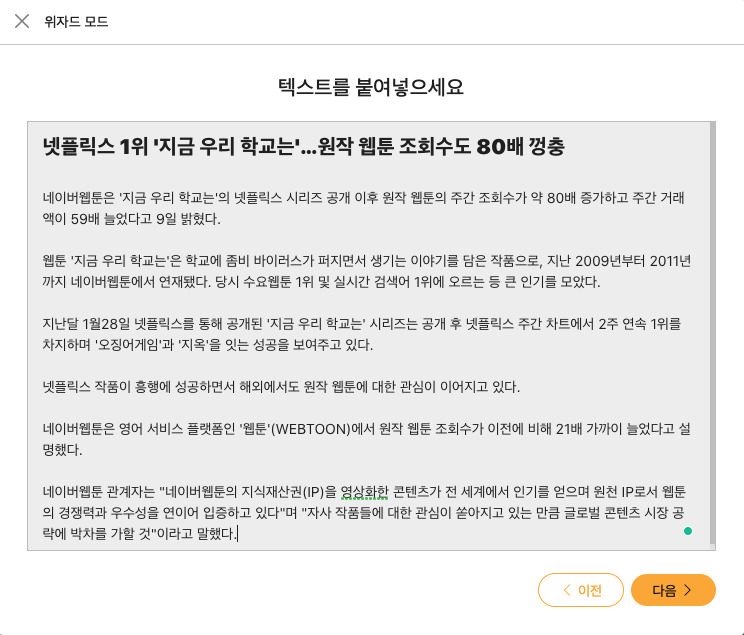 위자드 모드
텍스트를 붙여넣으세요
넷플릭스 1위 '지금 우리 학교는'...원작 웹툰 조회수도 80배 껑충
네이버웹툰은 '지금 우리 학교는'의 넷플릭스 시리즈 공개 이후 원작 웹툰의 주간 조회수가 약 80배 증가하고 주간 거래
액이 59배 늘었다고 9일 밝혔다.
웹툰 '지금 우리 학교는'은 학교에 좀비 바이러스가 퍼지면서 생기는 이야기를 담은 작품으로, 지난 2009년부터 2011년
까지 네이버웹툰에서 연재됐다. 당시 수요웹툰 1위 및 실시간 검색어 1위에 오르는 등 큰 인기를 모았다.
지난달 1월28일 넷플릭스를 통해 공개된 '지금 우리 학교는' 시리즈는 공개 후 넷플릭스 주간 차트에서 2주 연속 1위를
차지하며 '오징어게임'과 '지옥'을 잇는 성공을 보여주고 있다.
넷플릭스 작품이 흥행에 성공하면서 해외에서도 원작 웹툰에 대한 관심이 이어지고 있다.
네이버웹툰은 영어 서비스 플랫폼인 '웹툰'(WEBTOON)에서 원작 웹툰 조회수가 이전에 비해 21배 가까이 늘었다고 설
명했다.
네이버웹툰 관계자는 "네이버웹툰의 지식재산권(IP)을 영상화한 콘텐츠가 전 세계에서 인기를 얻으며 원천 IP로서 웹툰
의 경쟁력과 우수성을 연이어 입증하고 있다"며 "자사 작품들에 대한 관심이 쏟아지고 있는 만큼 글로벌 콘텐츠 시장 공
략에 박차를 가할 것"이라고 말했다.
이전
다음